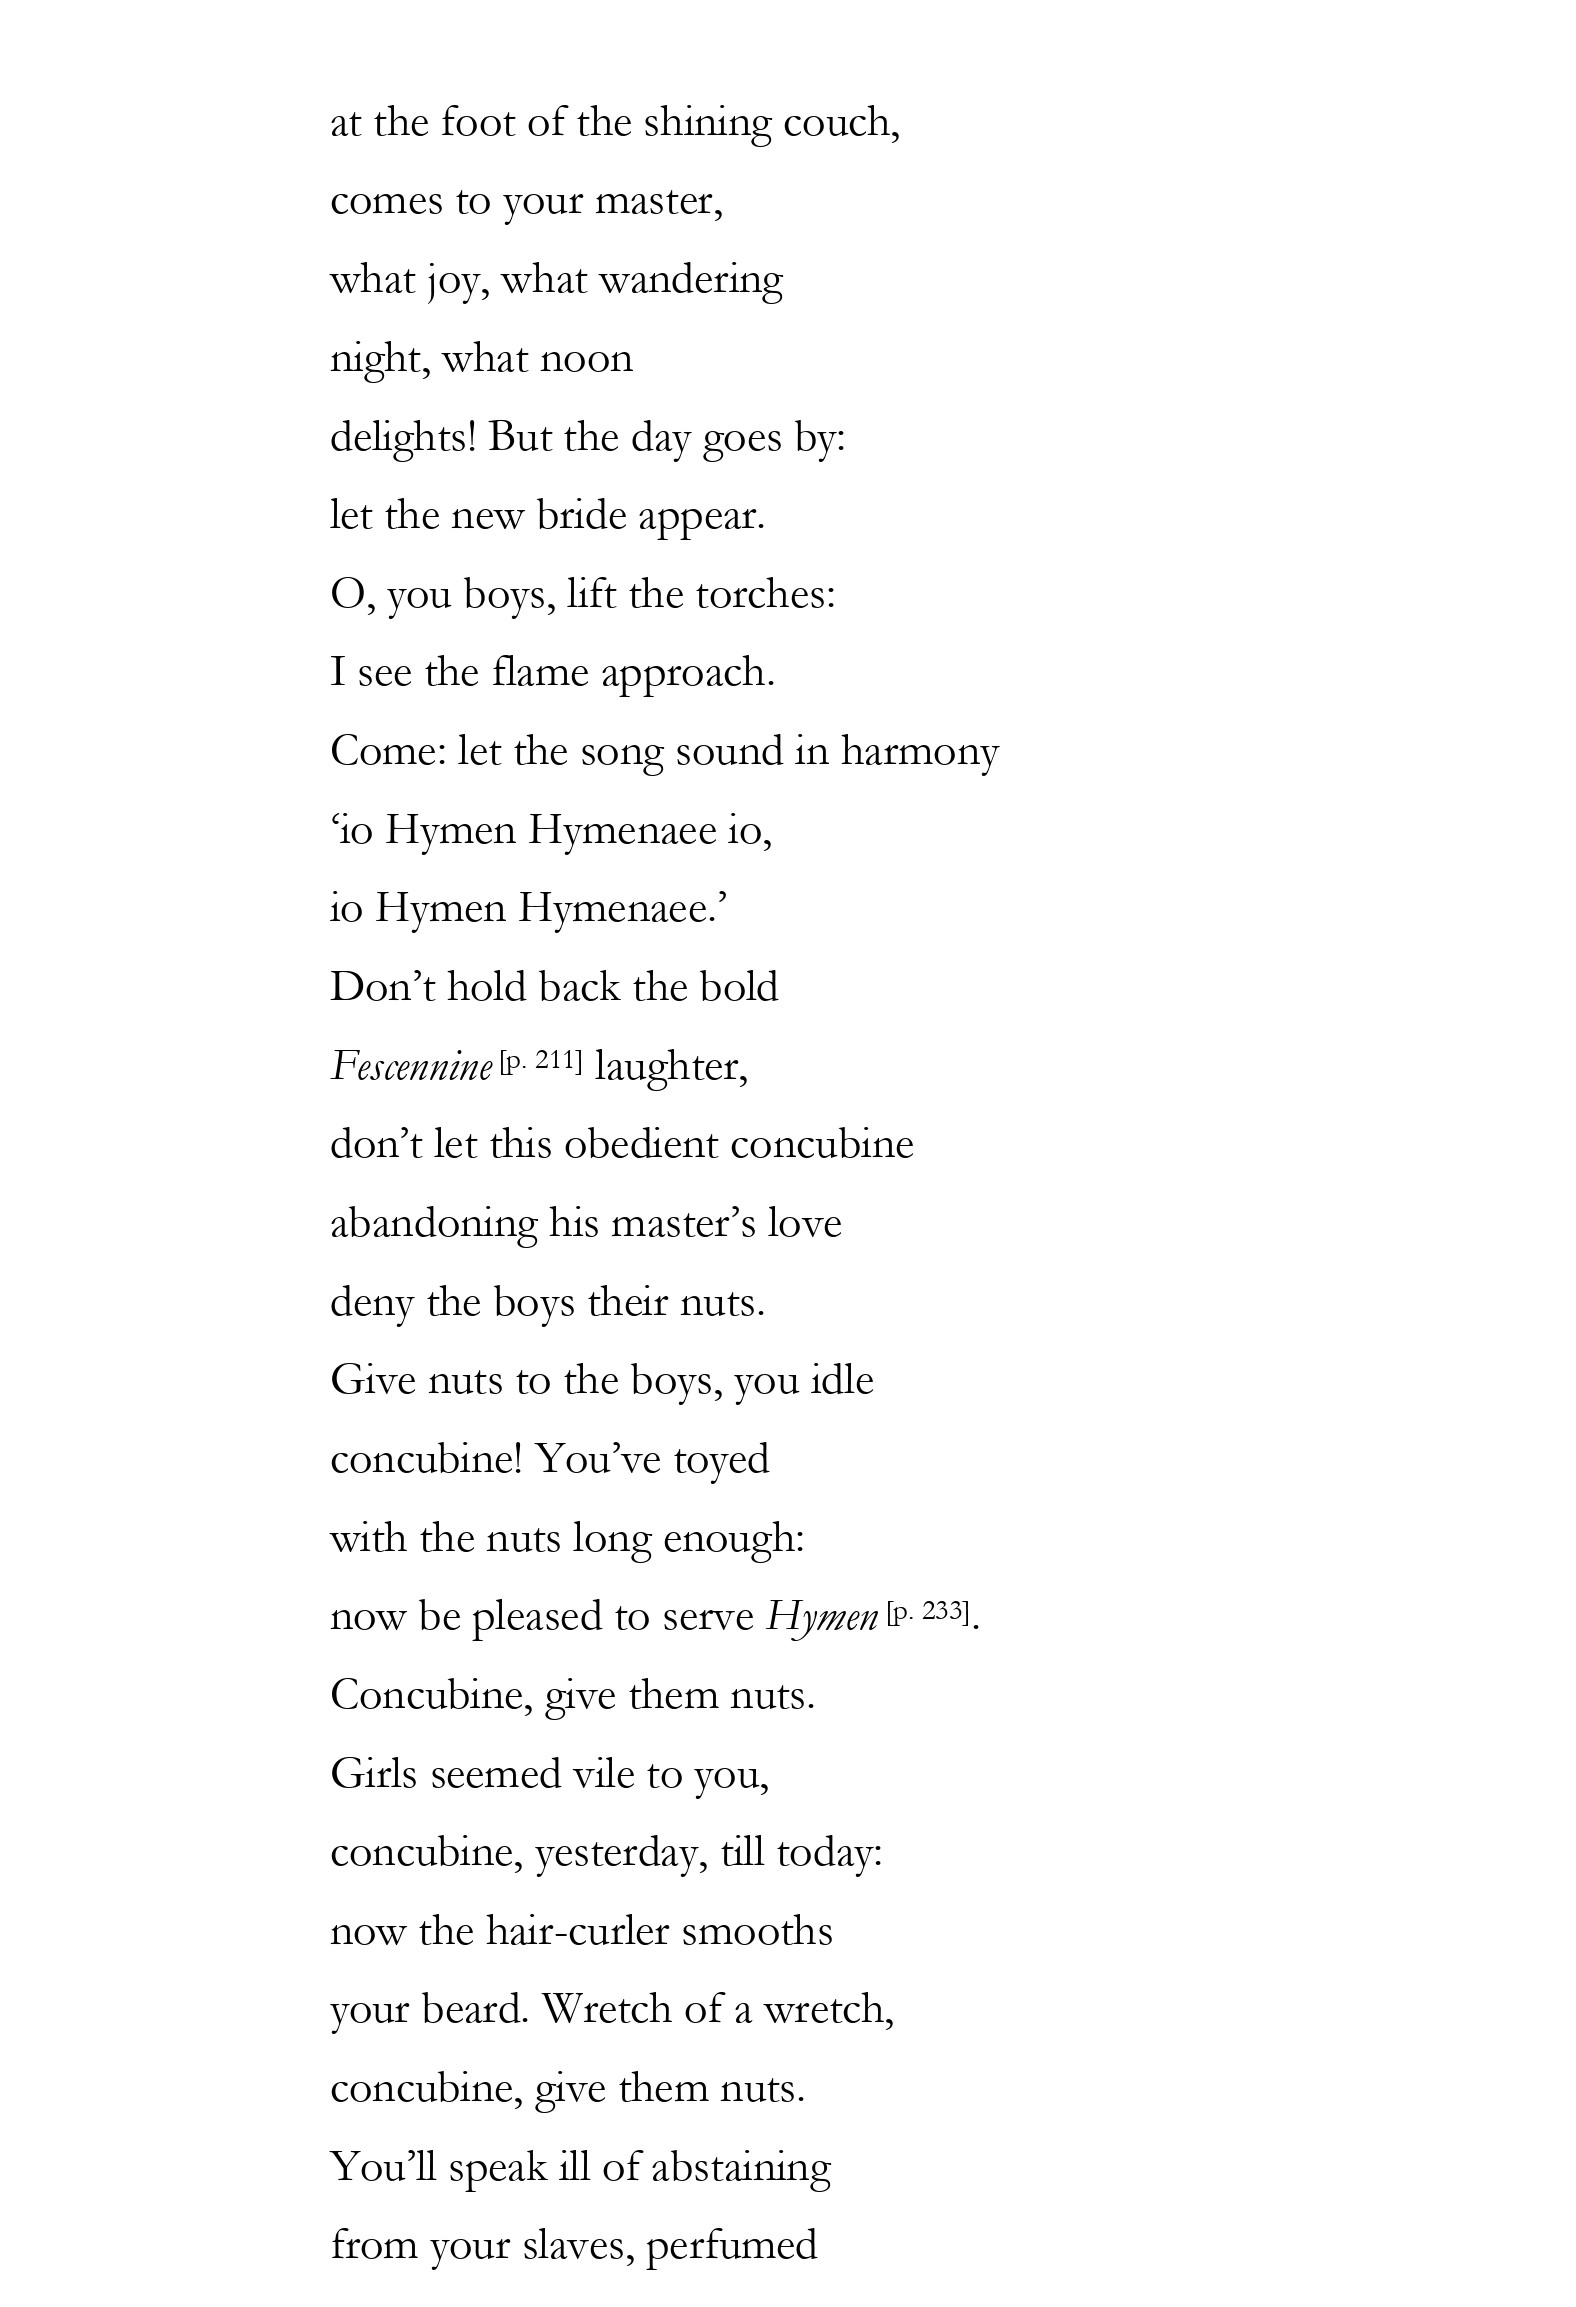 at the foot of the shining couch,
comes to your master,
what joy, what wandering
night, what noon
delights! But the day goes by:
let the new bride appear.
O, you boys, lift the torches:
I see the flame approach.
Come: let the song sound in harmony
‘io Hymen Hymenaee io,
io Hymen Hymenaee.’
Don’t hold back the bold
Fescennine [p. 211] laughter,
don’t let this obedient concubine
abandoning his master’s love
deny the boys their nuts.
Give nuts to the boys, you idle
concubine! You’ve toyed
with the nuts long enough:
now be pleased to serve Hymen [p. 233].
Concubine, give them nuts.
Girls seemed vile to you,
concubine, yesterday, till today:
now the hair-curler smooths
your beard. Wretch of a wretch,
concubine, give them nuts.
You’ll speak ill of abstaining
from your slaves, perfumed